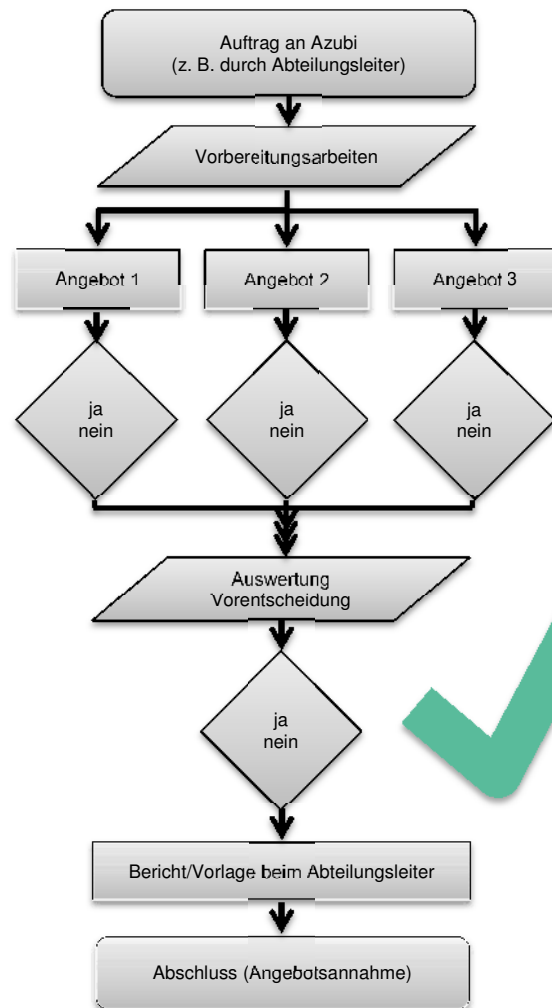 Auftrag an Azubi
(z. B. durch Abteilungsleiter)
Vorbereitungsarbeiten
Angebot 1
Angebot 2
Angebot 3
ja
nein
ja
nein
ja
nein
Auswertung
Vorentscheidung
ja
nein
Bericht/Vorlage beim Abteilungsleiter
Abschluss (Angebotsannahme)